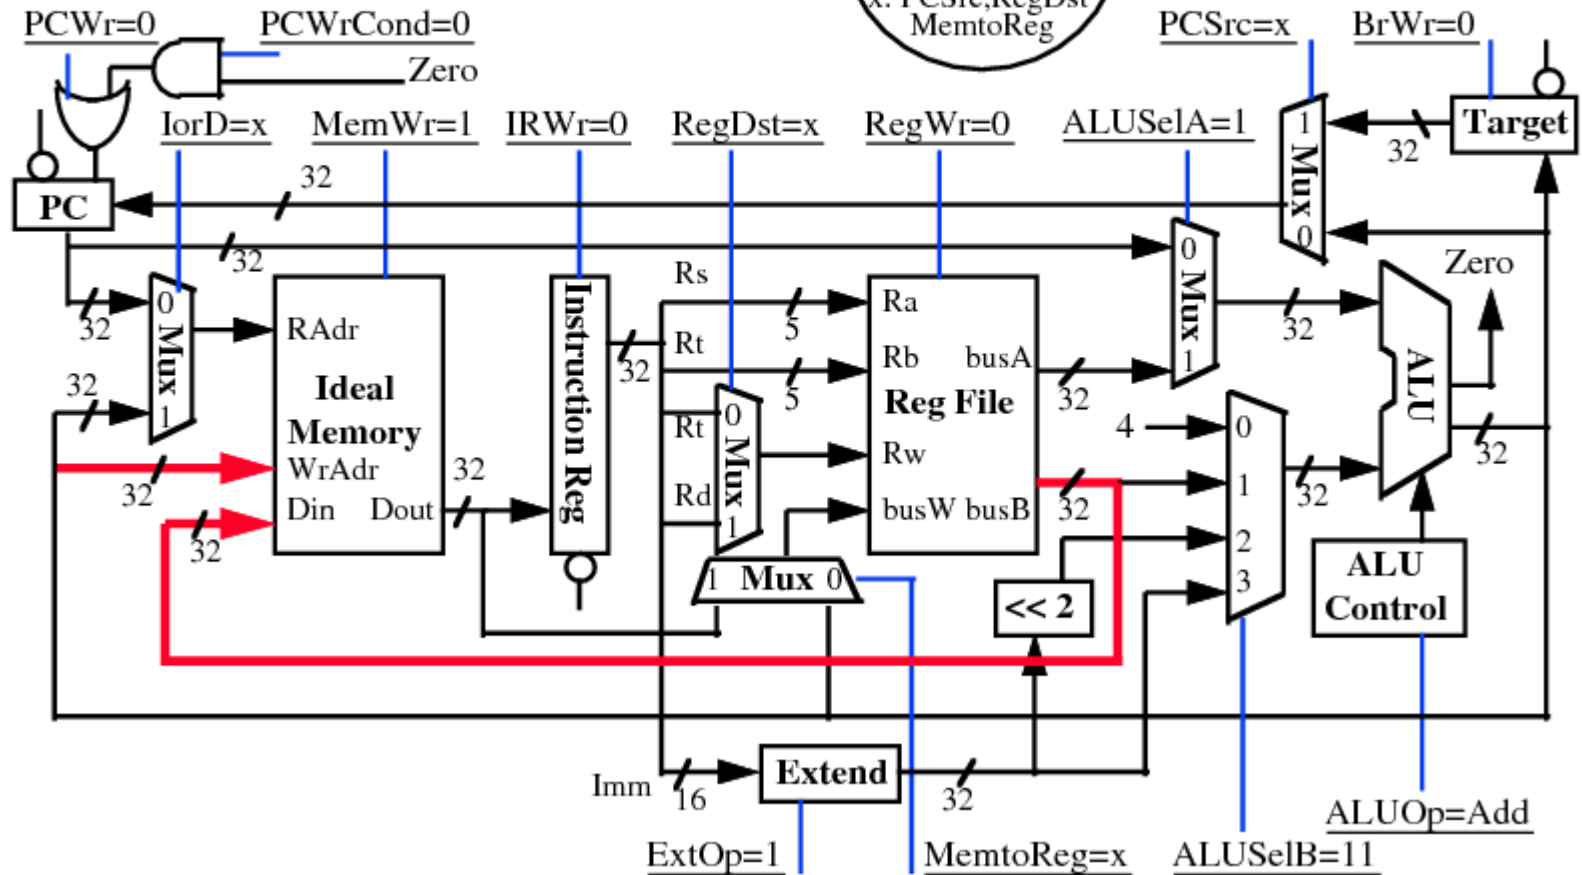 x: PCSrc,RegDst
MemtoReg
PCWr=0
PCWrCond=0
PCSrc=x
BrWr=0
Zero
IorD=x
MemWr=1
IRWr=0
RegDst=x
RegWr=0
ALUSelA=1
1
Mux
0
32
Target
PC
32
32
Rs
0
Mux
1
Zero
32
0
Mux
1
RAdr
Ideal
Memory
WrAdr
Din
Dout
32
32
32
32
Instruction Reg
32
Rt
5
5
Ra
Rb
busA
Reg File
Rw
busW
busB
32
32
32
ALU
32
Rt
Rd
0
Mux
1
4
0
1
2
3
32
1
Mux
0
<< 2
ALU
Control
Imm
16
Extend
32
ExtOp=1
MemtoReg=x
ALUSelB=11
ALUOp=Add